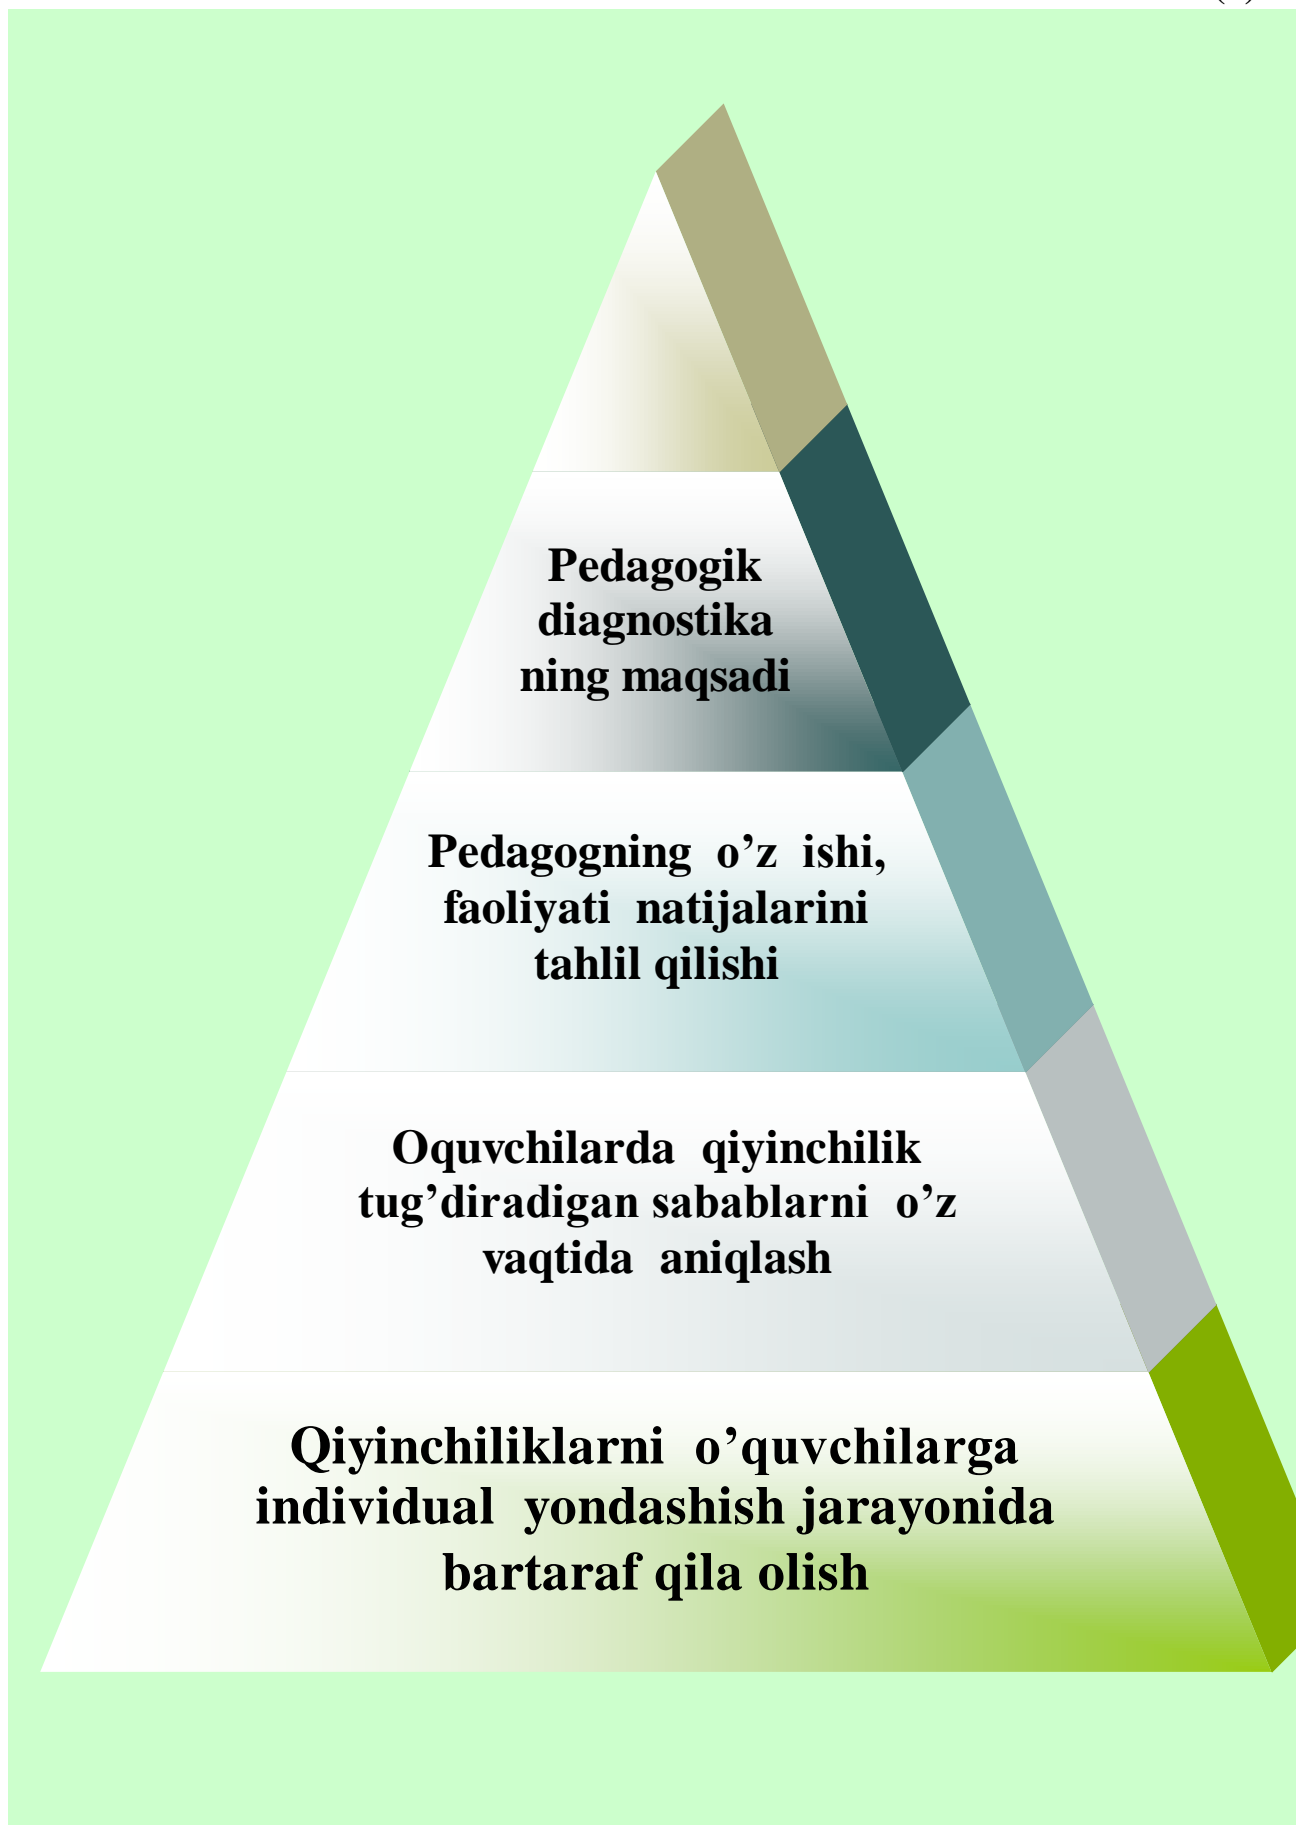 Pedagogik
diagnostika
ning maqsadi
Pedagogning o’z ishi,
faoliyati natijalarini
tahlil qilishi
Oquvchilarda qiyinchilik
tug’diradigan sabablarni o’z
vaqtida aniqlash
Qiyinchiliklarni o’quvchilarga
individual yondashish jarayonida
bartaraf qila olish